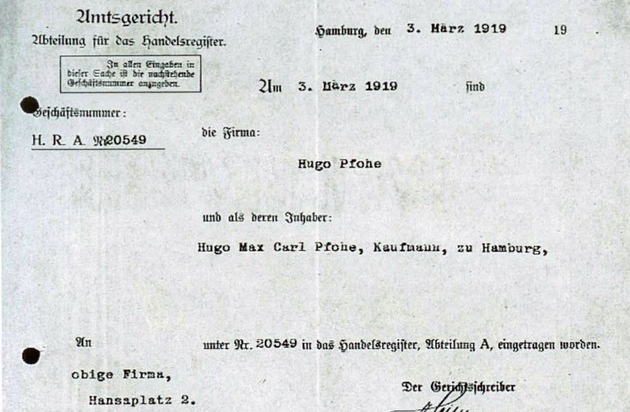 Amtsgericht.
Abteilung für das Handelsregister.
Hamburg, den 3. März 1919 19
In allen Eingaben in
dieser Sache ist die nachstehende
Geschäftsnummer anzugeben.
Am 3. März 1919 sind
Geschäftsnummer:
H. R. A. Nr. 20549
die Firma:
Hugo Pfohe
und als deren Inhaber:
Hugo Max Carl Pfohe, Kaufmann, zu Hamburg,
An
unter Nr. 20549 in das Handelsregister, Abteilung A, eingetragen worden.
obige Firma,
Der Gerichtsschreiber
Hansaplatz 2.